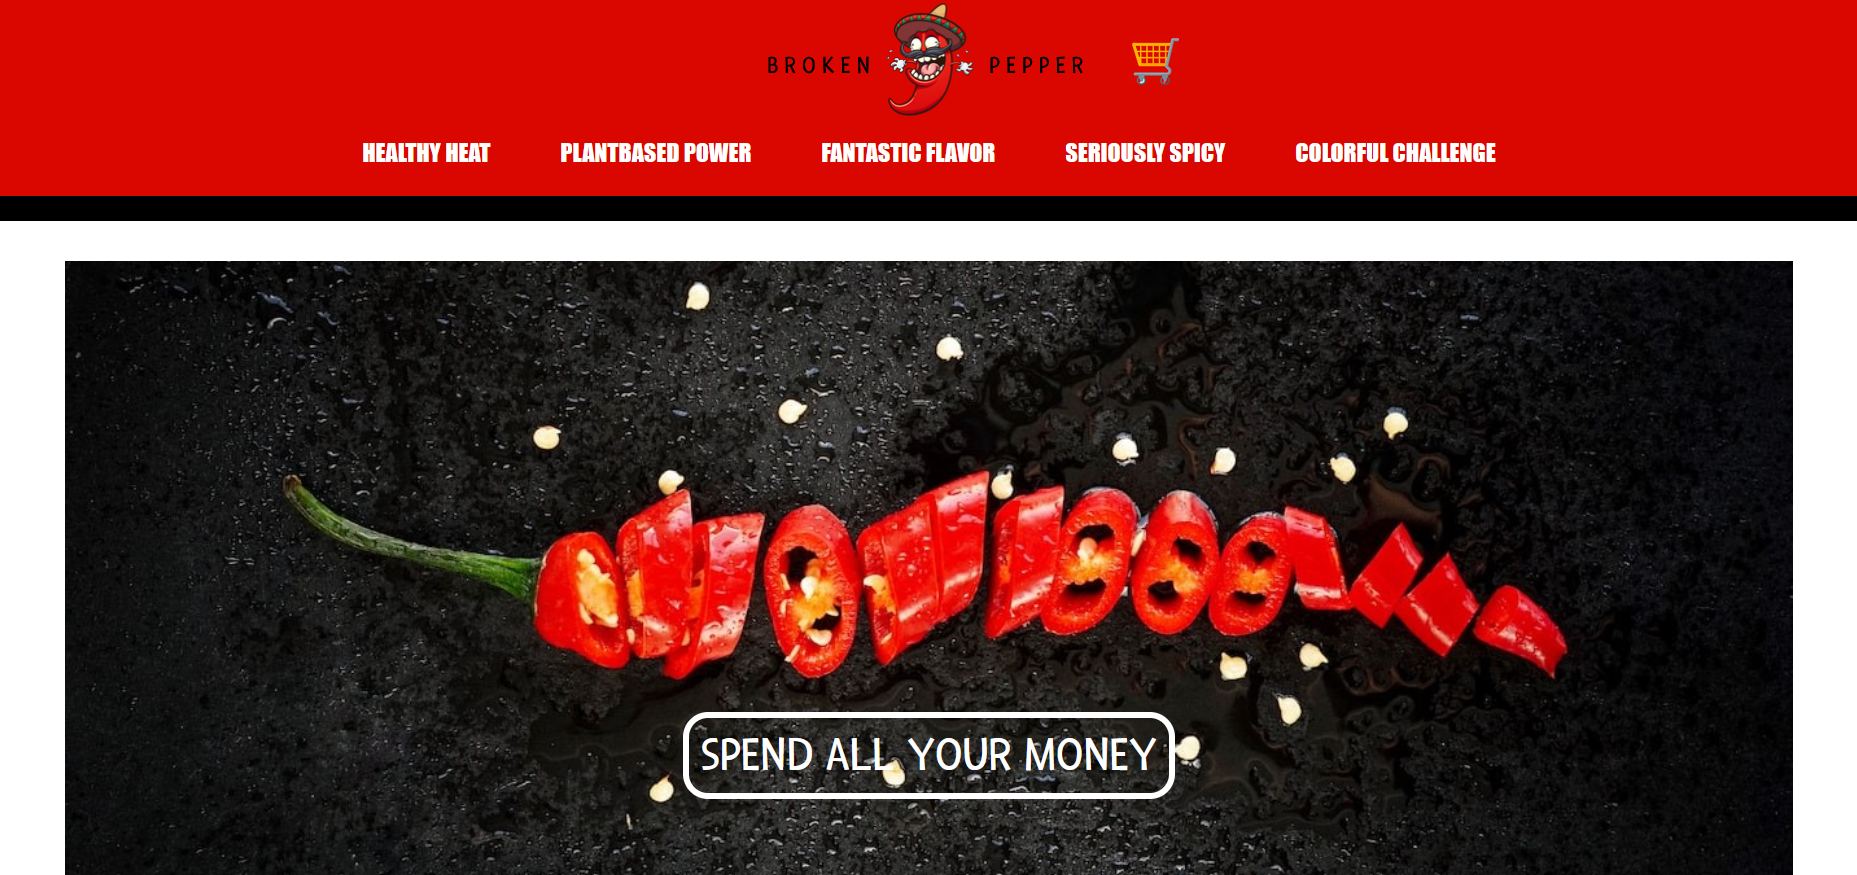 BROKEN PEPPER
HEALTHY HEAT PLANTBASED POWER FANTASTIC FLAVOR SERIOUSLY SPICY COLORFUL CHALLENGE
SPEND ALL YOUR MONEY